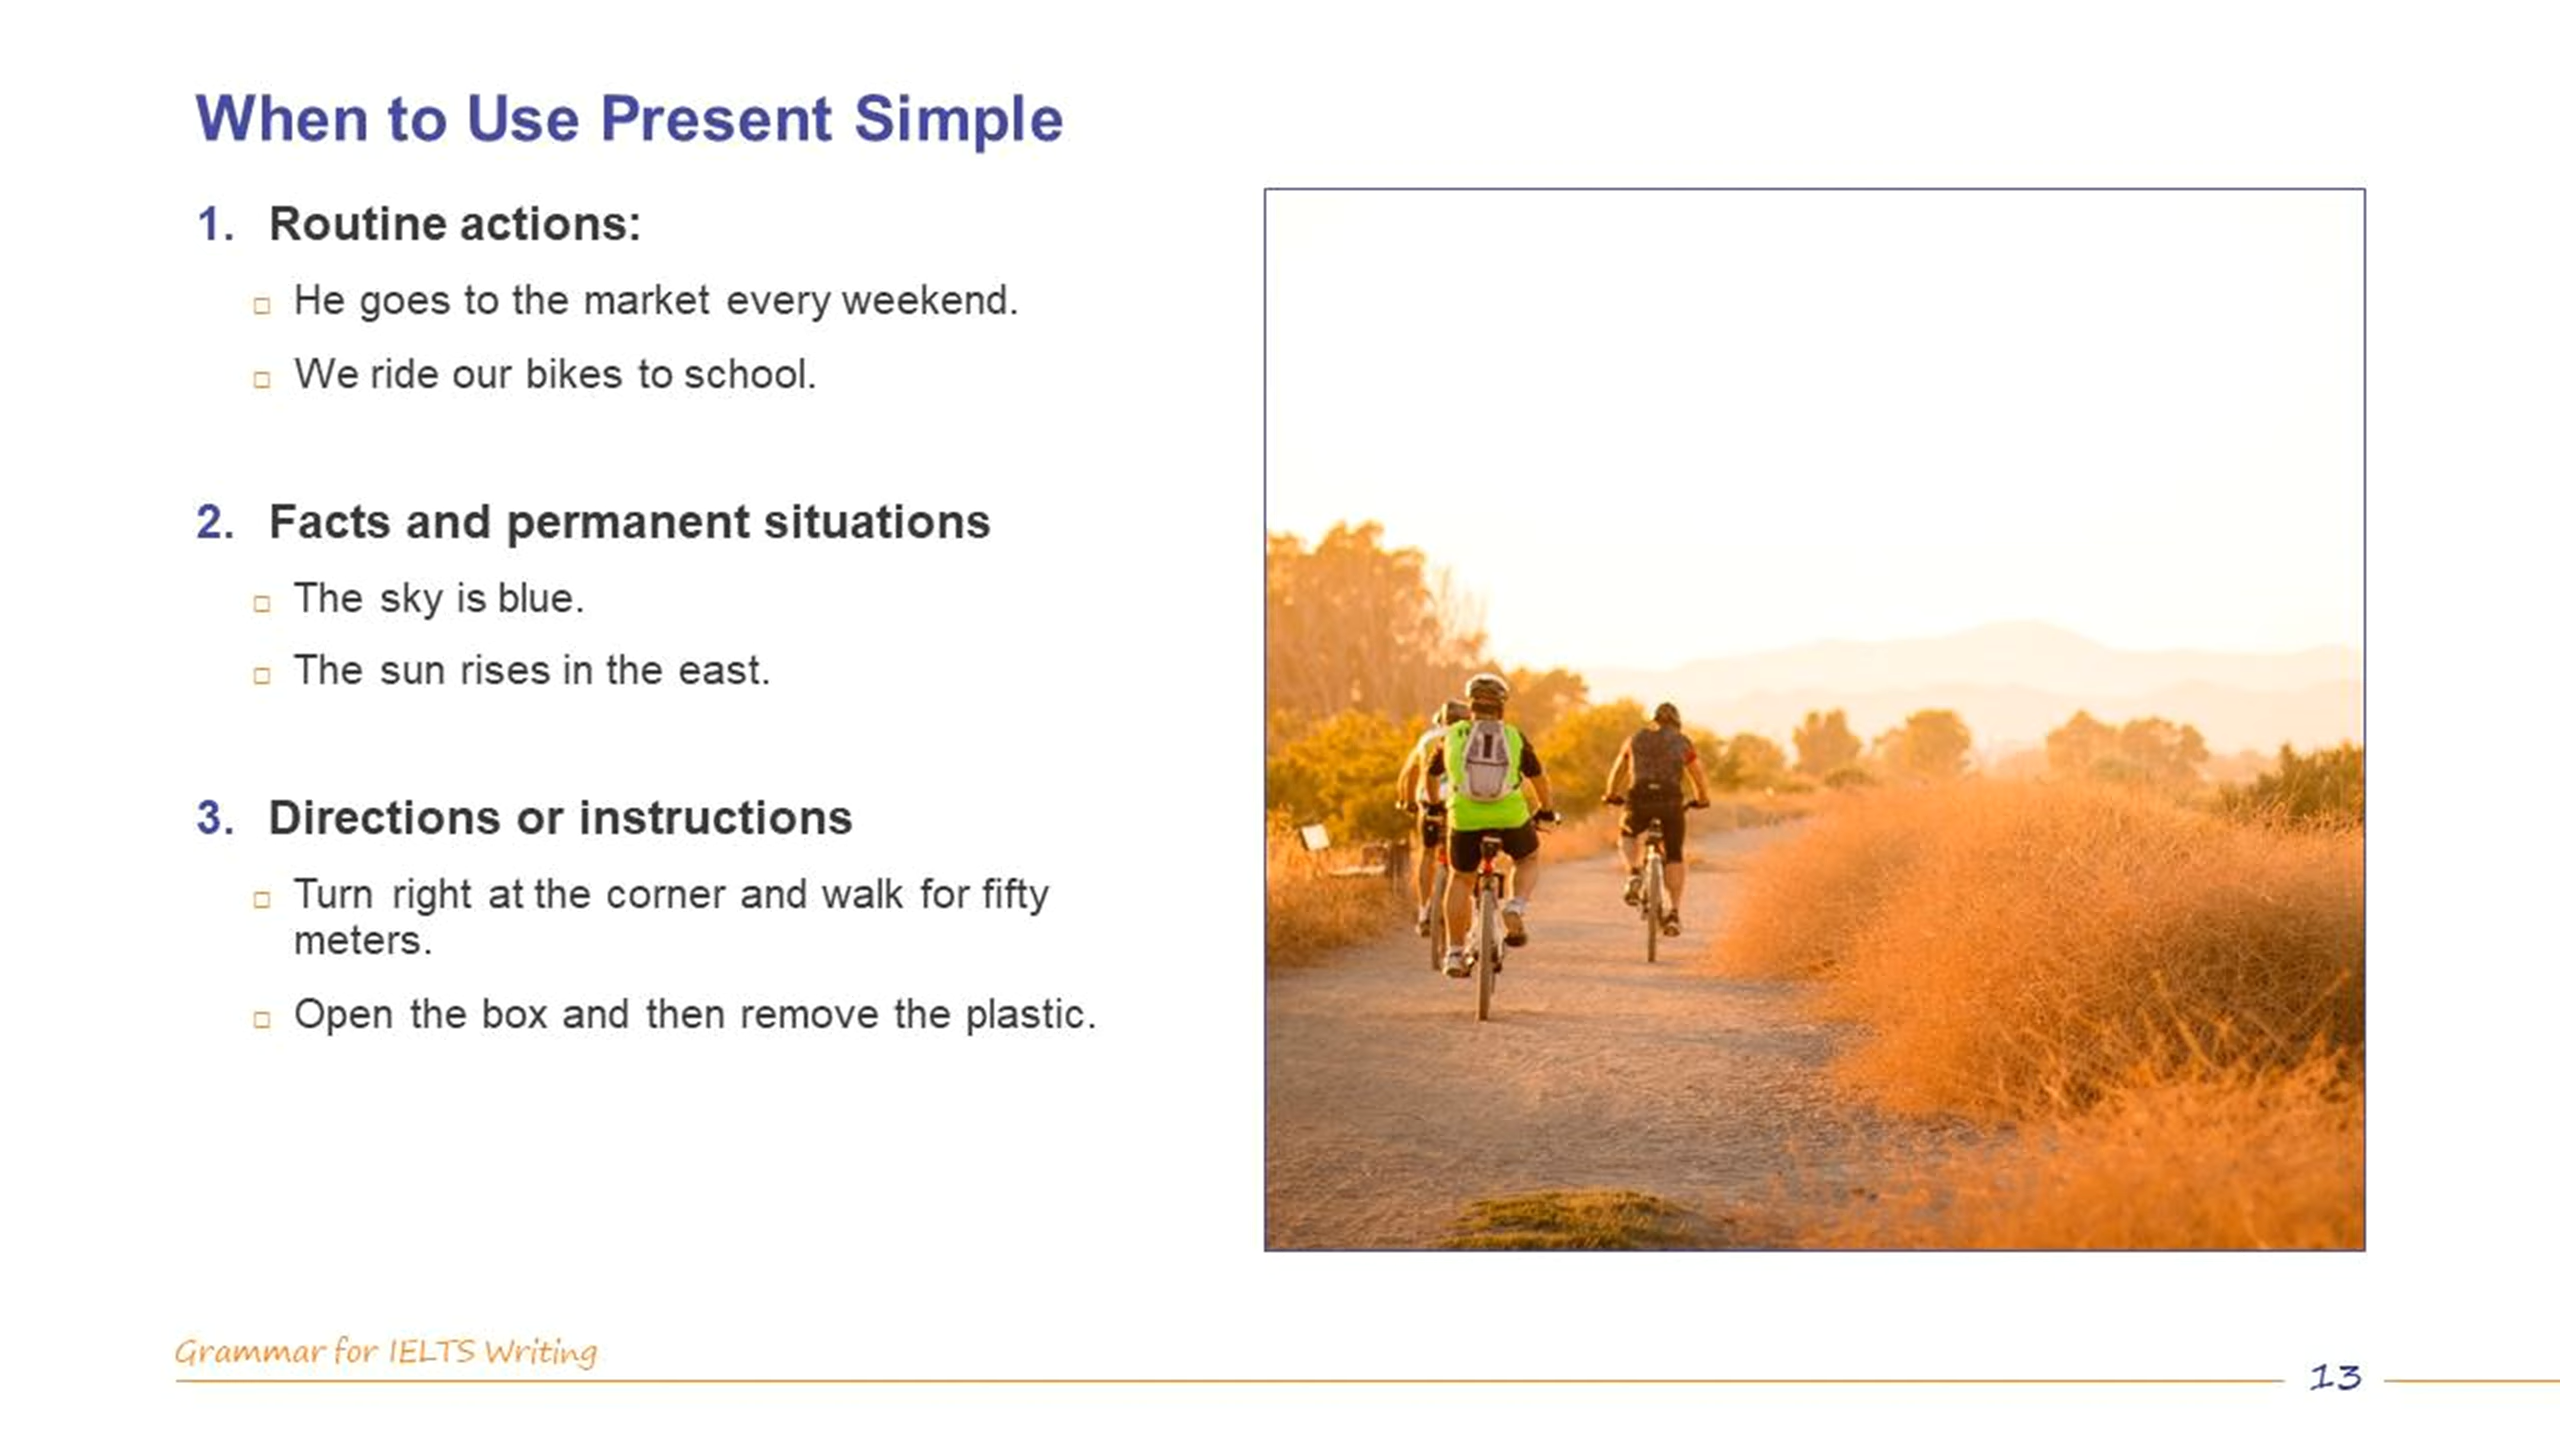 When to Use Present Simple
1. Routine actions:
□ He goes to the market every weekend.
□ We ride our bikes to school.
2. Facts and permanent situations
□ The sky is blue.
□ The sun rises in the east.
3. Directions or instructions
□ Turn right at the corner and walk for fifty
meters.
□ Open the box and then remove the plastic.
Grammar for IELTS Writing
13